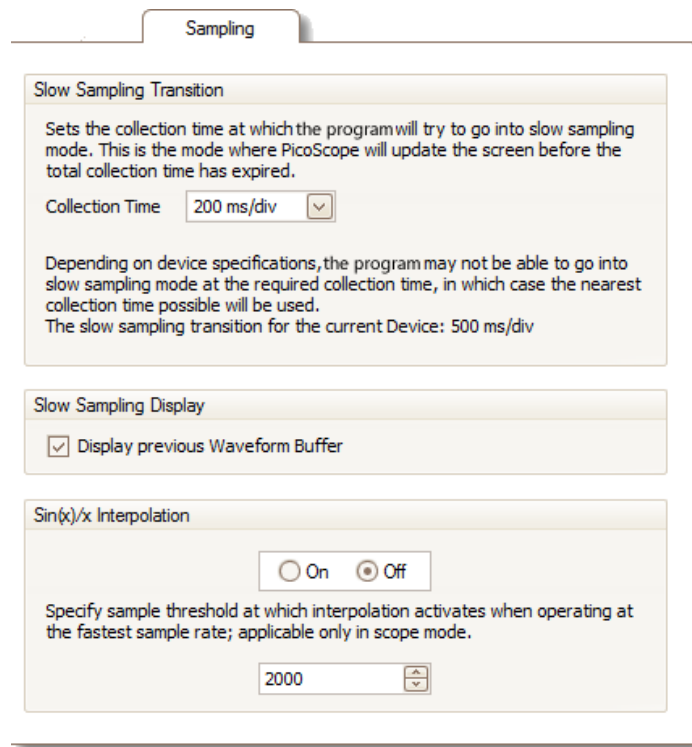 Sampling
Slow Sampling Transition
Sets the collection time at which the program will try to go into slow sampling
mode. This is the mode where PicoScope will update the screen before the
total collection time has expired.
Collection Time 200 ms/div
Depending on device specifications, the program may not be able to go into
slow sampling mode at the required collection time, in which case the nearest
collection time possible will be used.
The slow sampling transition for the current Device: 500 ms/div
Slow Sampling Display
Display previous Waveform Buffer
Sin(x)/x Interpolation
On Off
Specify sample threshold at which interpolation activates when operating at
the fastest sample rate; applicable only in scope mode.
2000